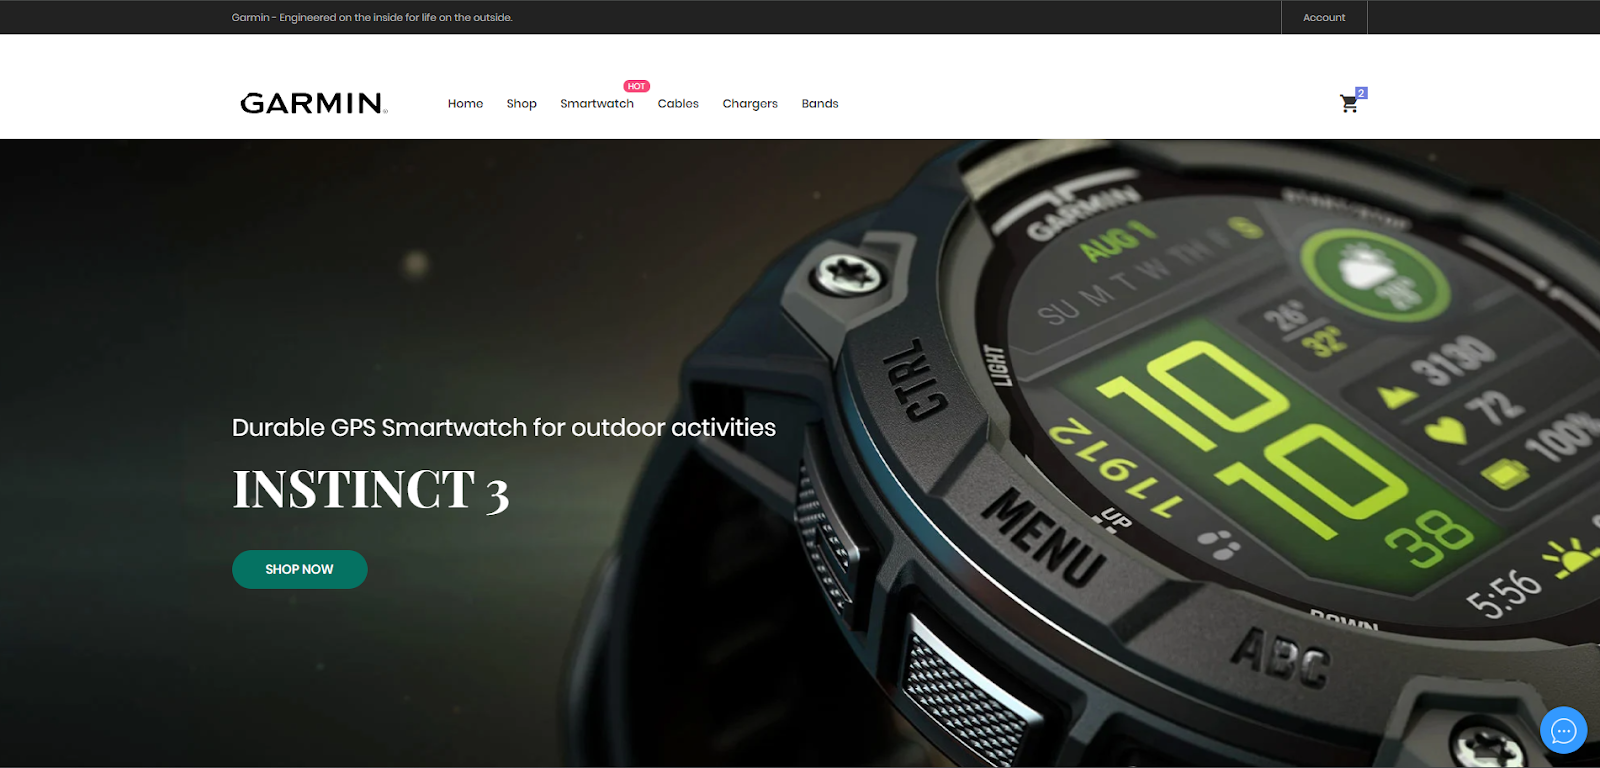 Garmin - Engineered on the inside for life on the outside.
Account
GARMIN
Home
Shop
Smartwatch
HOT
Cables
Chargers
Bands
2
Durable GPS Smartwatch for outdoor activities
INSTINCT 3
SHOP NOW
GARMIN
AUG 1
SU M T W TH F S
26°
32°
3130
72
100%
10
10
38
11912
5:56
CTRL
LIGHT
UP
MENU
DOWN
ABC